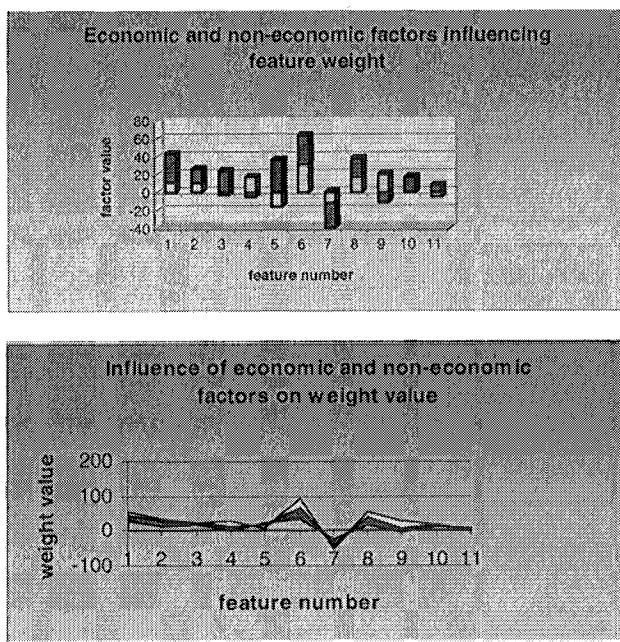 Economic and non-economic factors influencing
feature weight
factor value
80
60
40
20
0
-20
-40
1 2 3 4 5 6 7 8 9 10 11
feature number
Influence of economic and non-economic
factors on weight value
weight value
200
100
0
-100
1 2 3 4 5 6 7 8 9 10 11
feature number